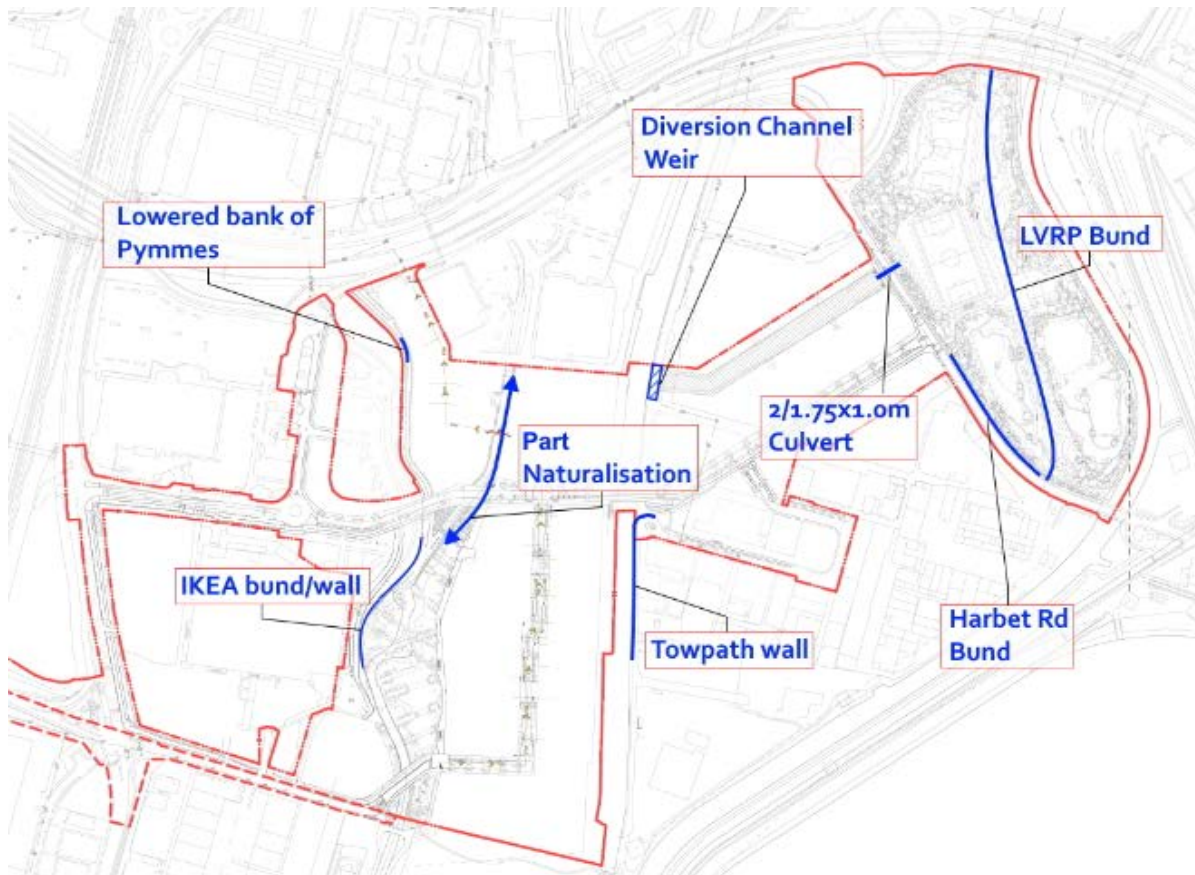 Diversion Channel
Weir
Lowered bank of
Pymmes
LVRP Bund
2/1.75x1.0m
Culvert
Part
Naturalisation
IKEA bund/wall
Towpath wall
Harbet Rd
Bund